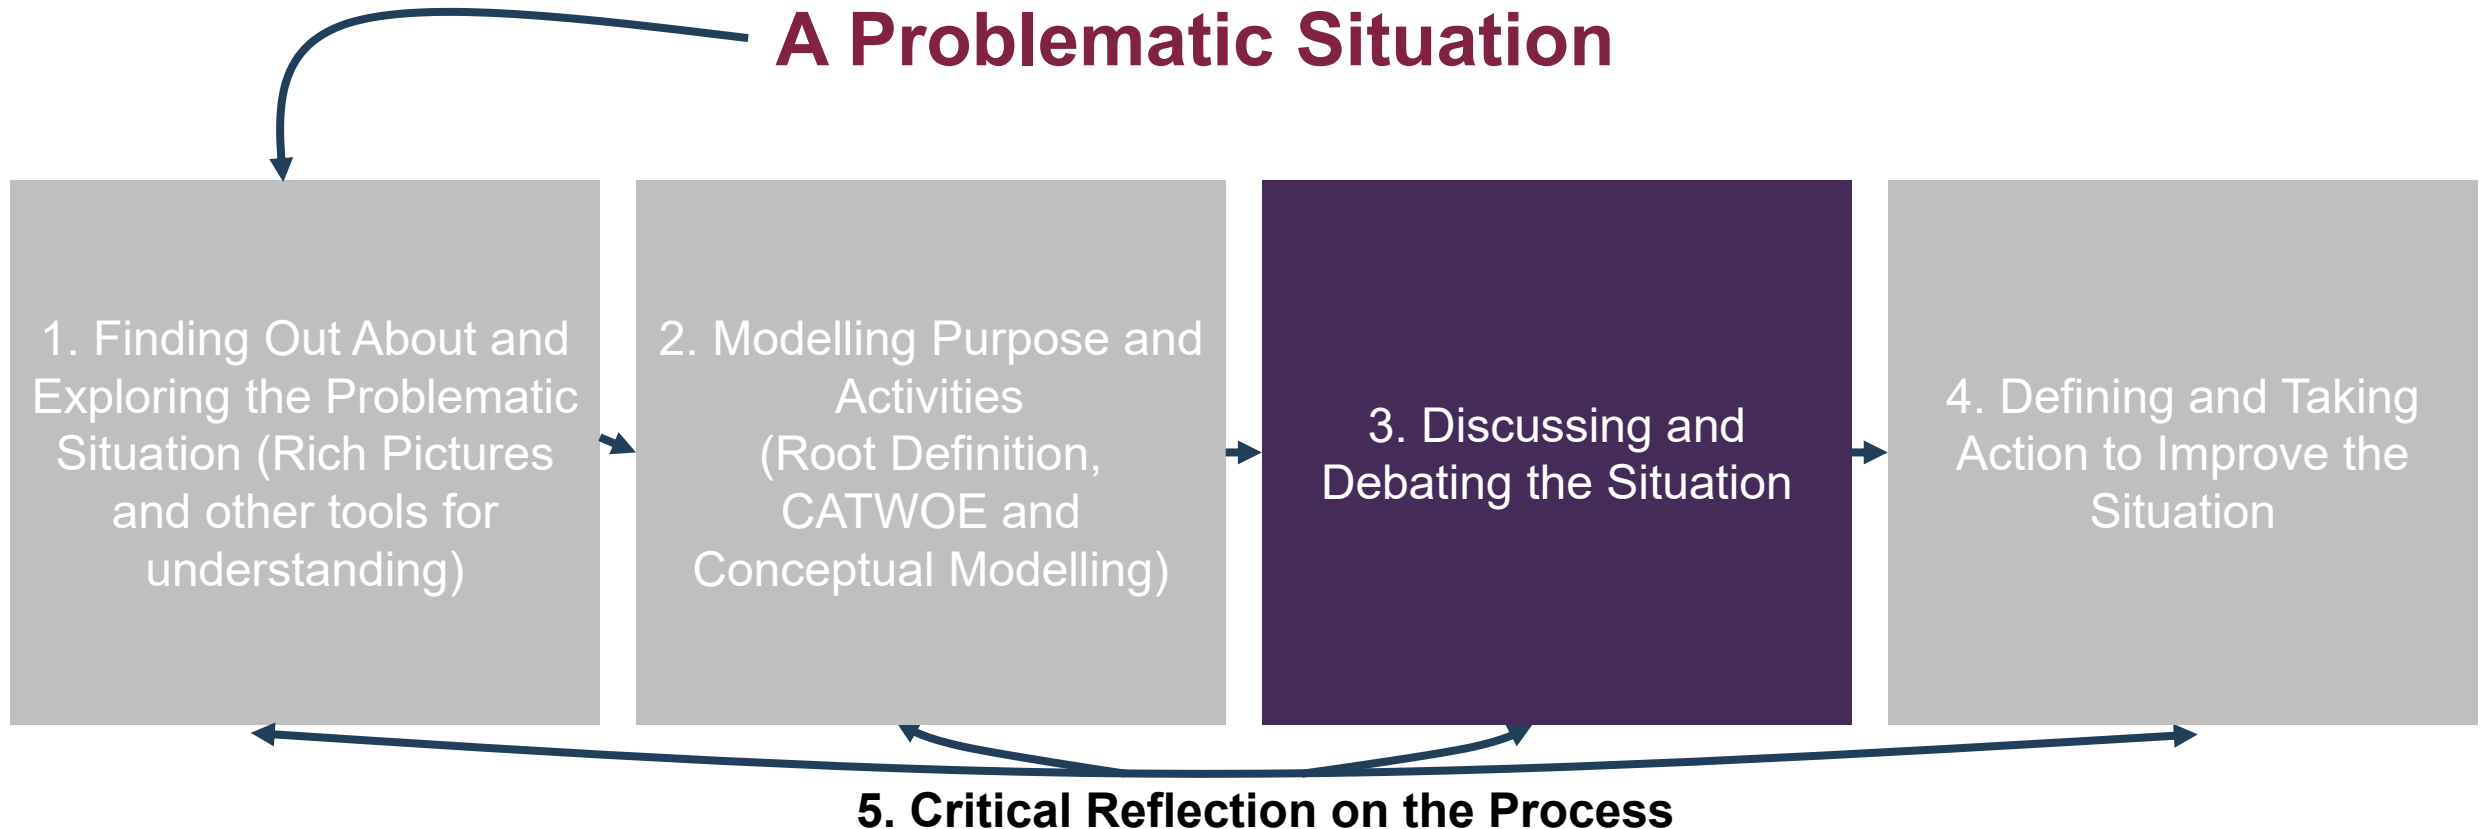 A Problematic Situation
1. Finding Out About and
Exploring the Problematic
Situation (Rich Pictures
and other tools for
understanding)
2. Modelling Purpose and
Activities
(Root Definition,
CATWOE and
Conceptual Modelling)
3. Discussing and
Debating the Situation
4. Defining and Taking
Action to Improve the
Situation
5. Critical Reflection on the Process